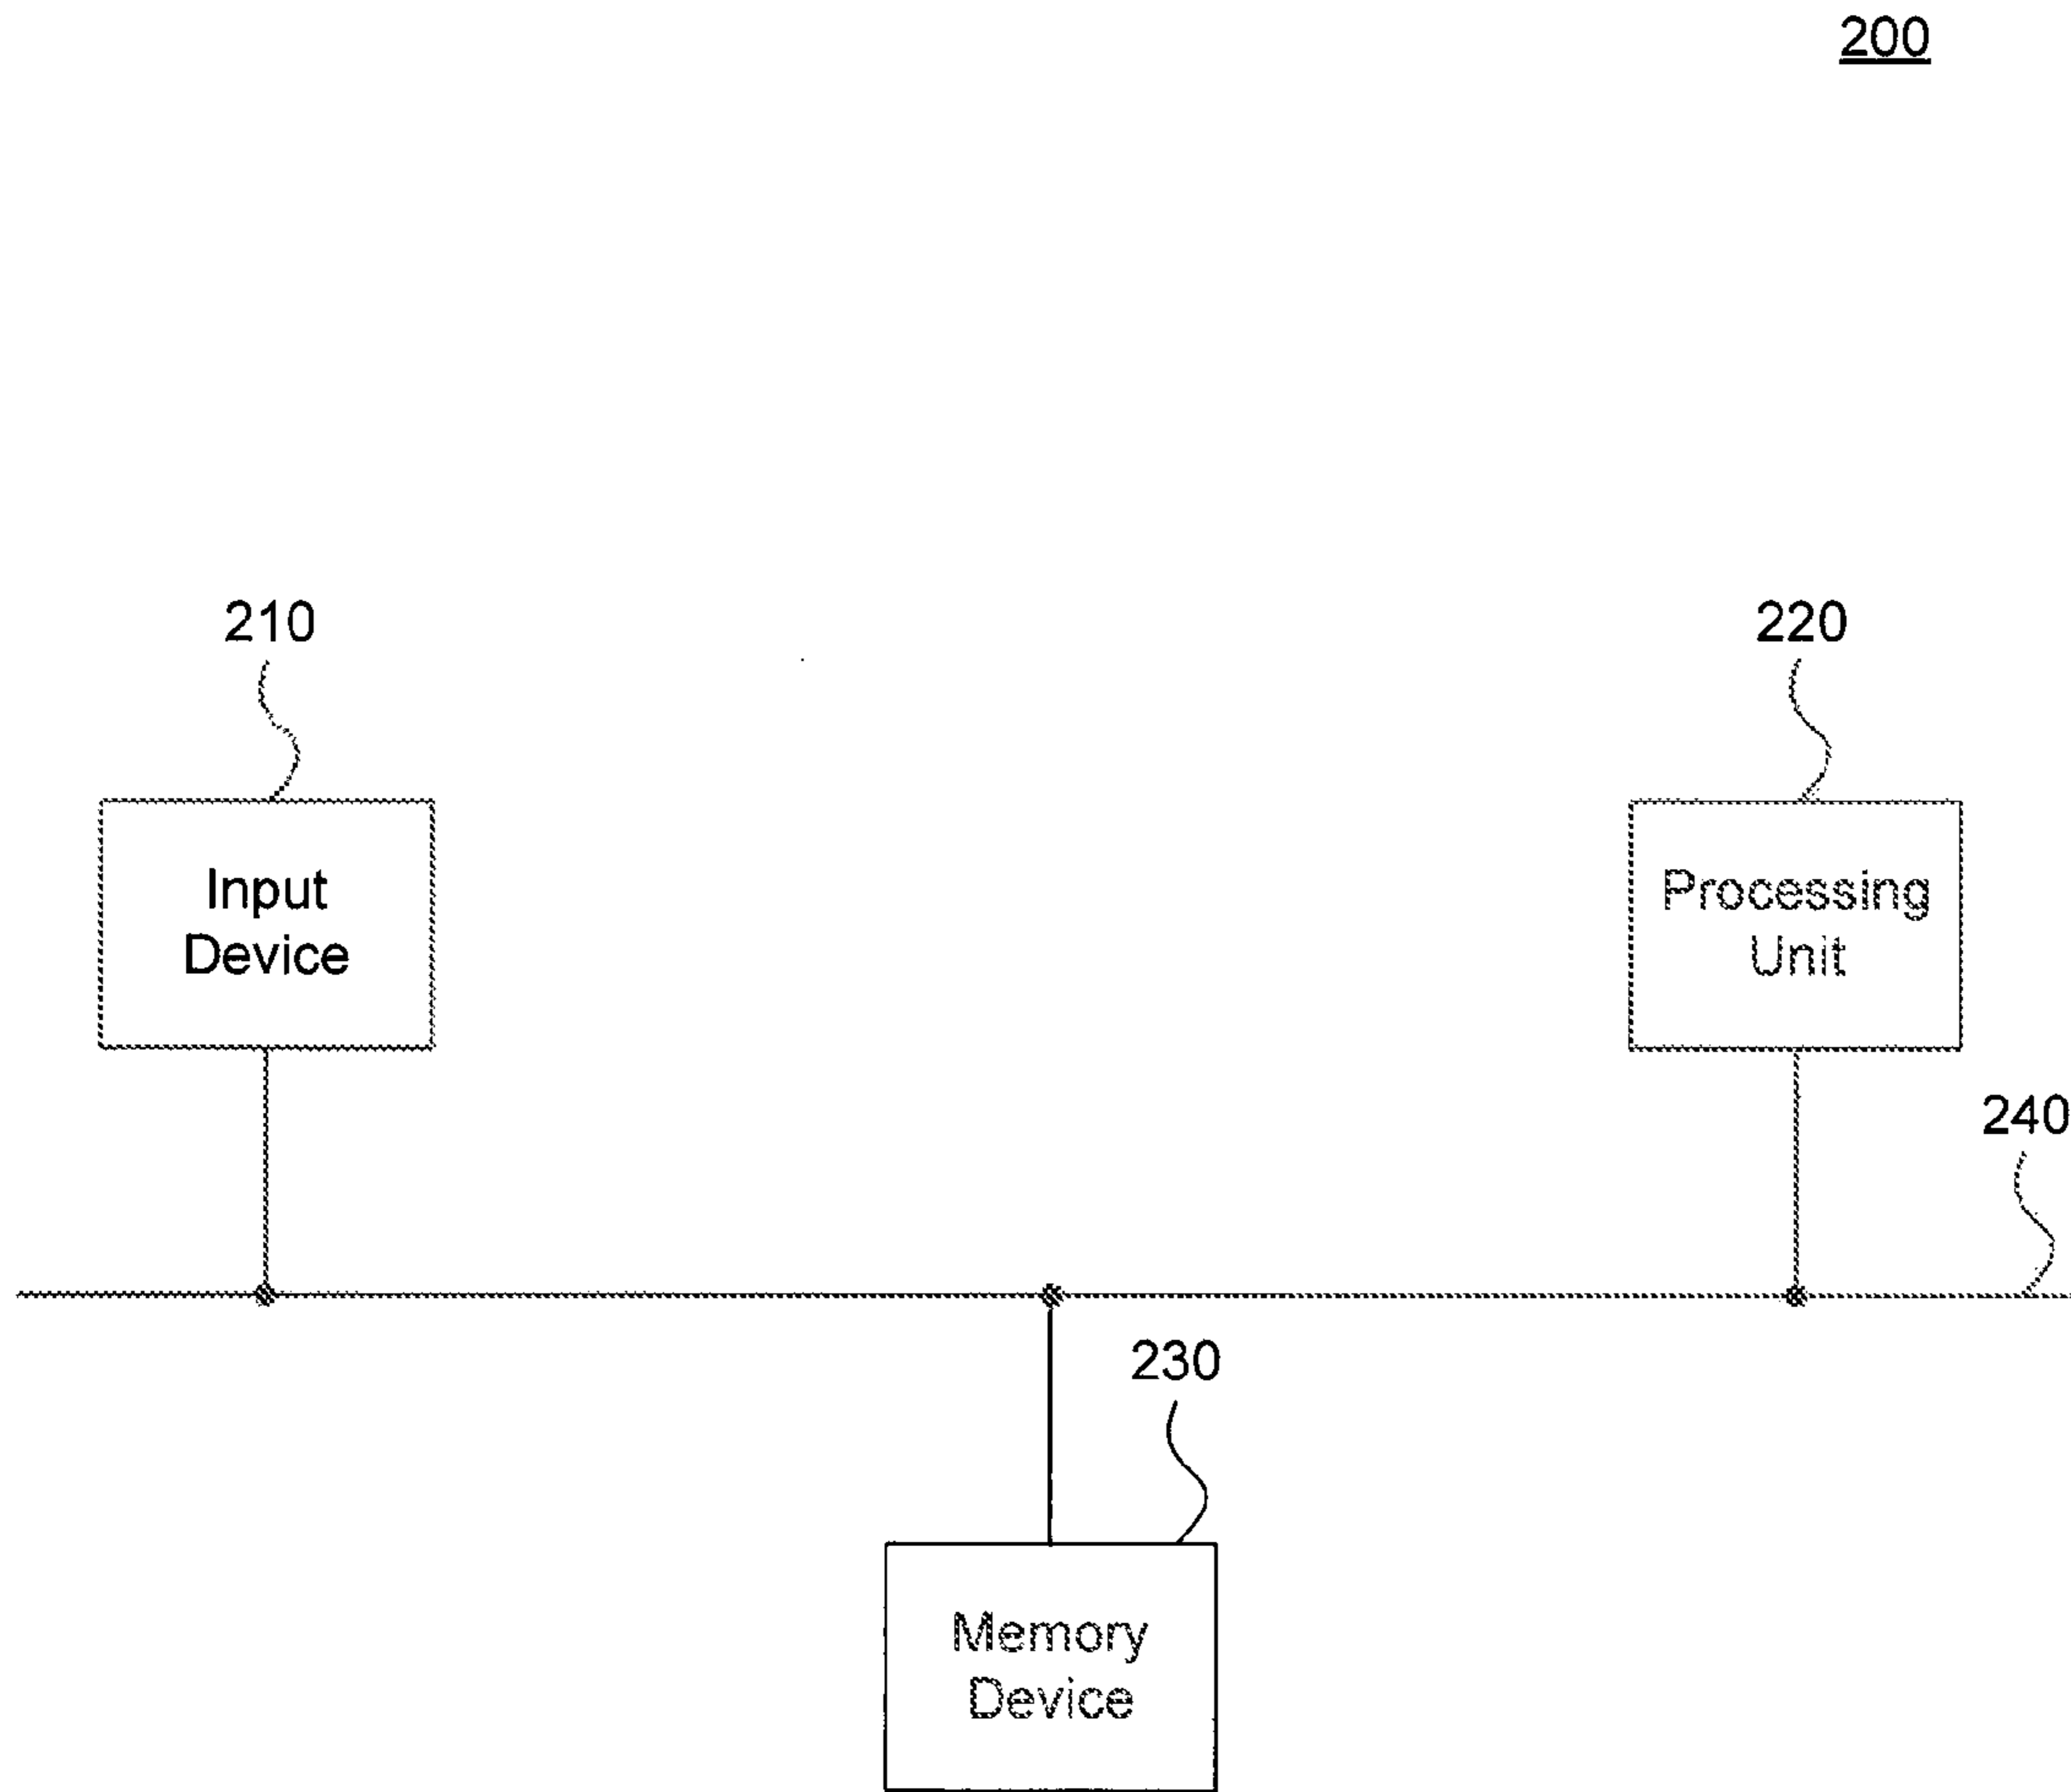 200
210
220
Input
Device
Processing
Unit
240
230
Memory
Device